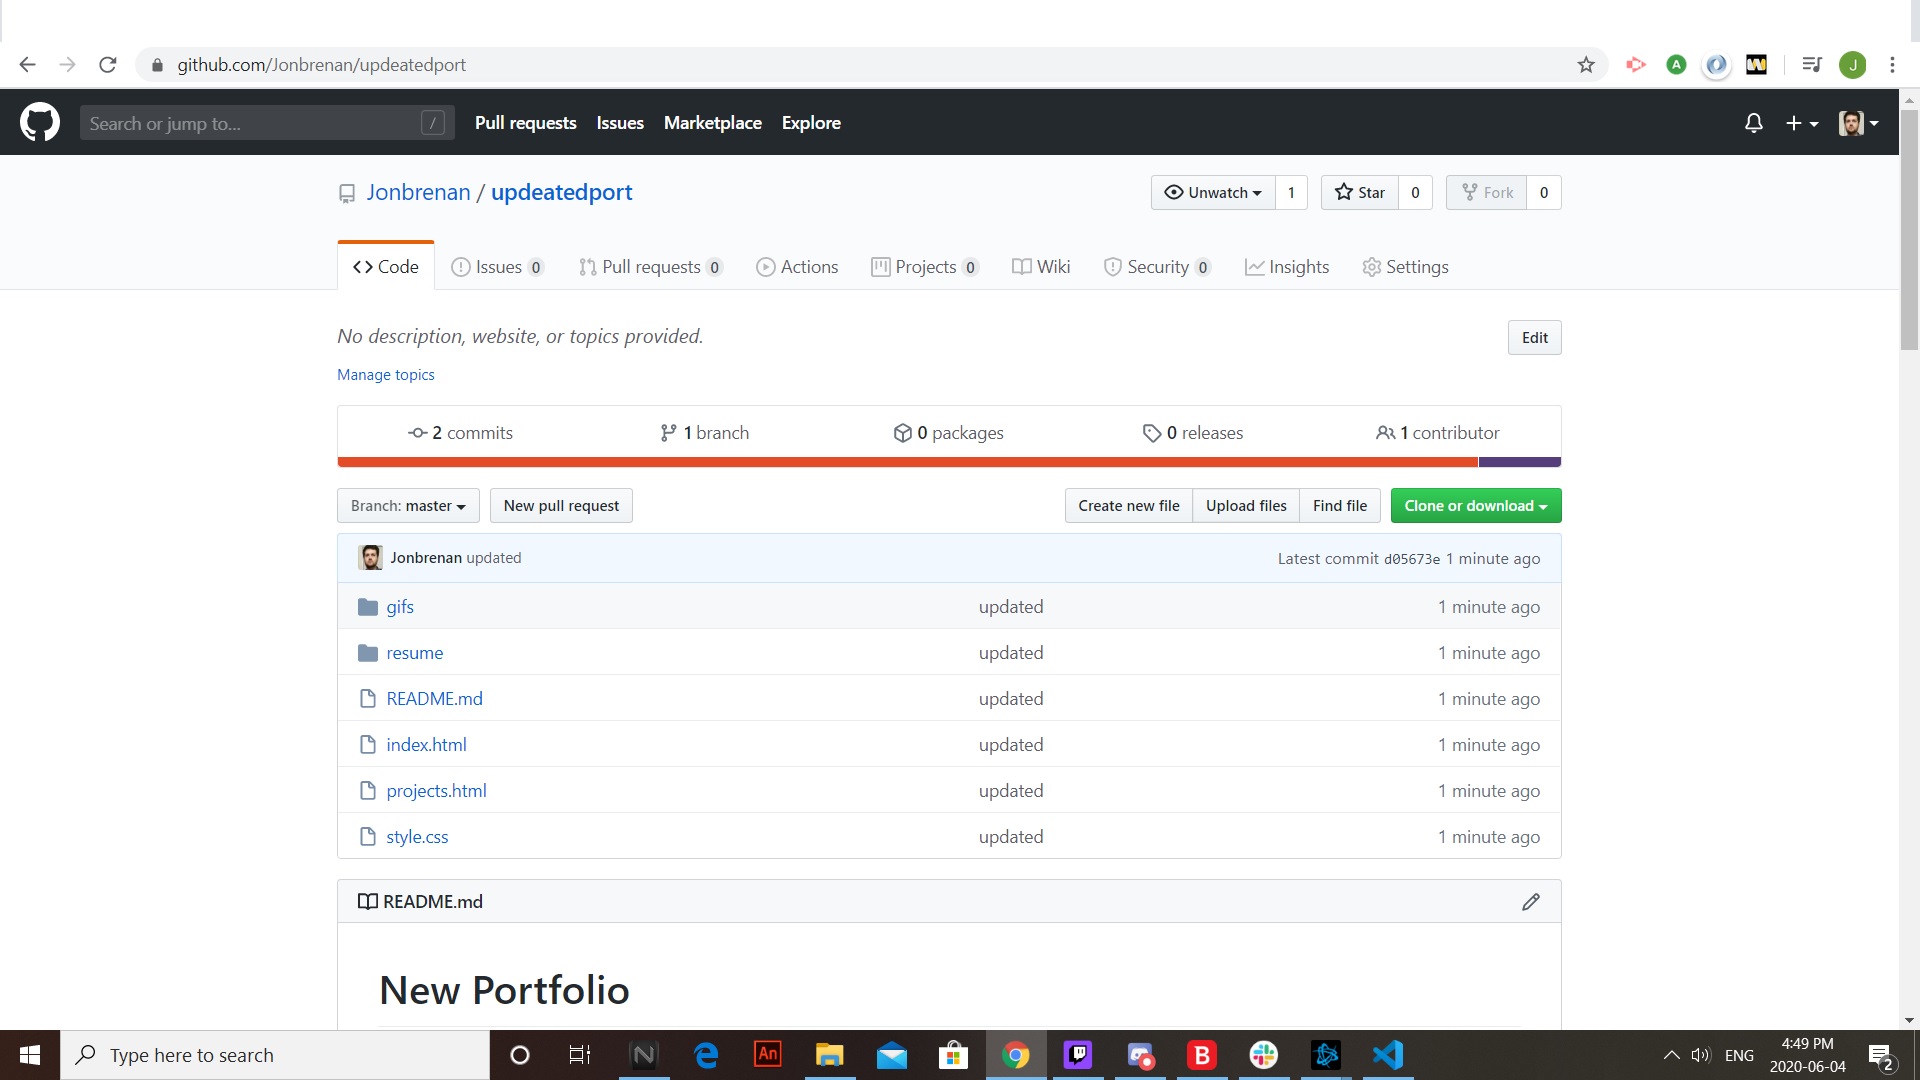 github.com/Jonbrenan/updeatedport
A
J
Search or jump to... / Pull requests Issues Marketplace Explore
Jonbrenan / updeatedport
Unwatch 1 Star 0 Fork 0
Code Issues 0 Pull requests 0 Actions Projects 0 Wiki Security 0 Insights Settings
No description, website, or topics provided.
Edit
Manage topics
2 commits 1 branch 0 packages 0 releases 1 contributor
Branch: master New pull request Create new file Upload files Find file Clone or download
Jonbrenan updated Latest commit d05673e 1 minute ago
gifs updated 1 minute ago
resume updated 1 minute ago
README.md updated 1 minute ago
index.html updated 1 minute ago
projects.html updated 1 minute ago
style.css updated 1 minute ago
README.md
New Portfolio
Type here to search
N
An
B
ENG
4:49 PM
2020-06-04
2